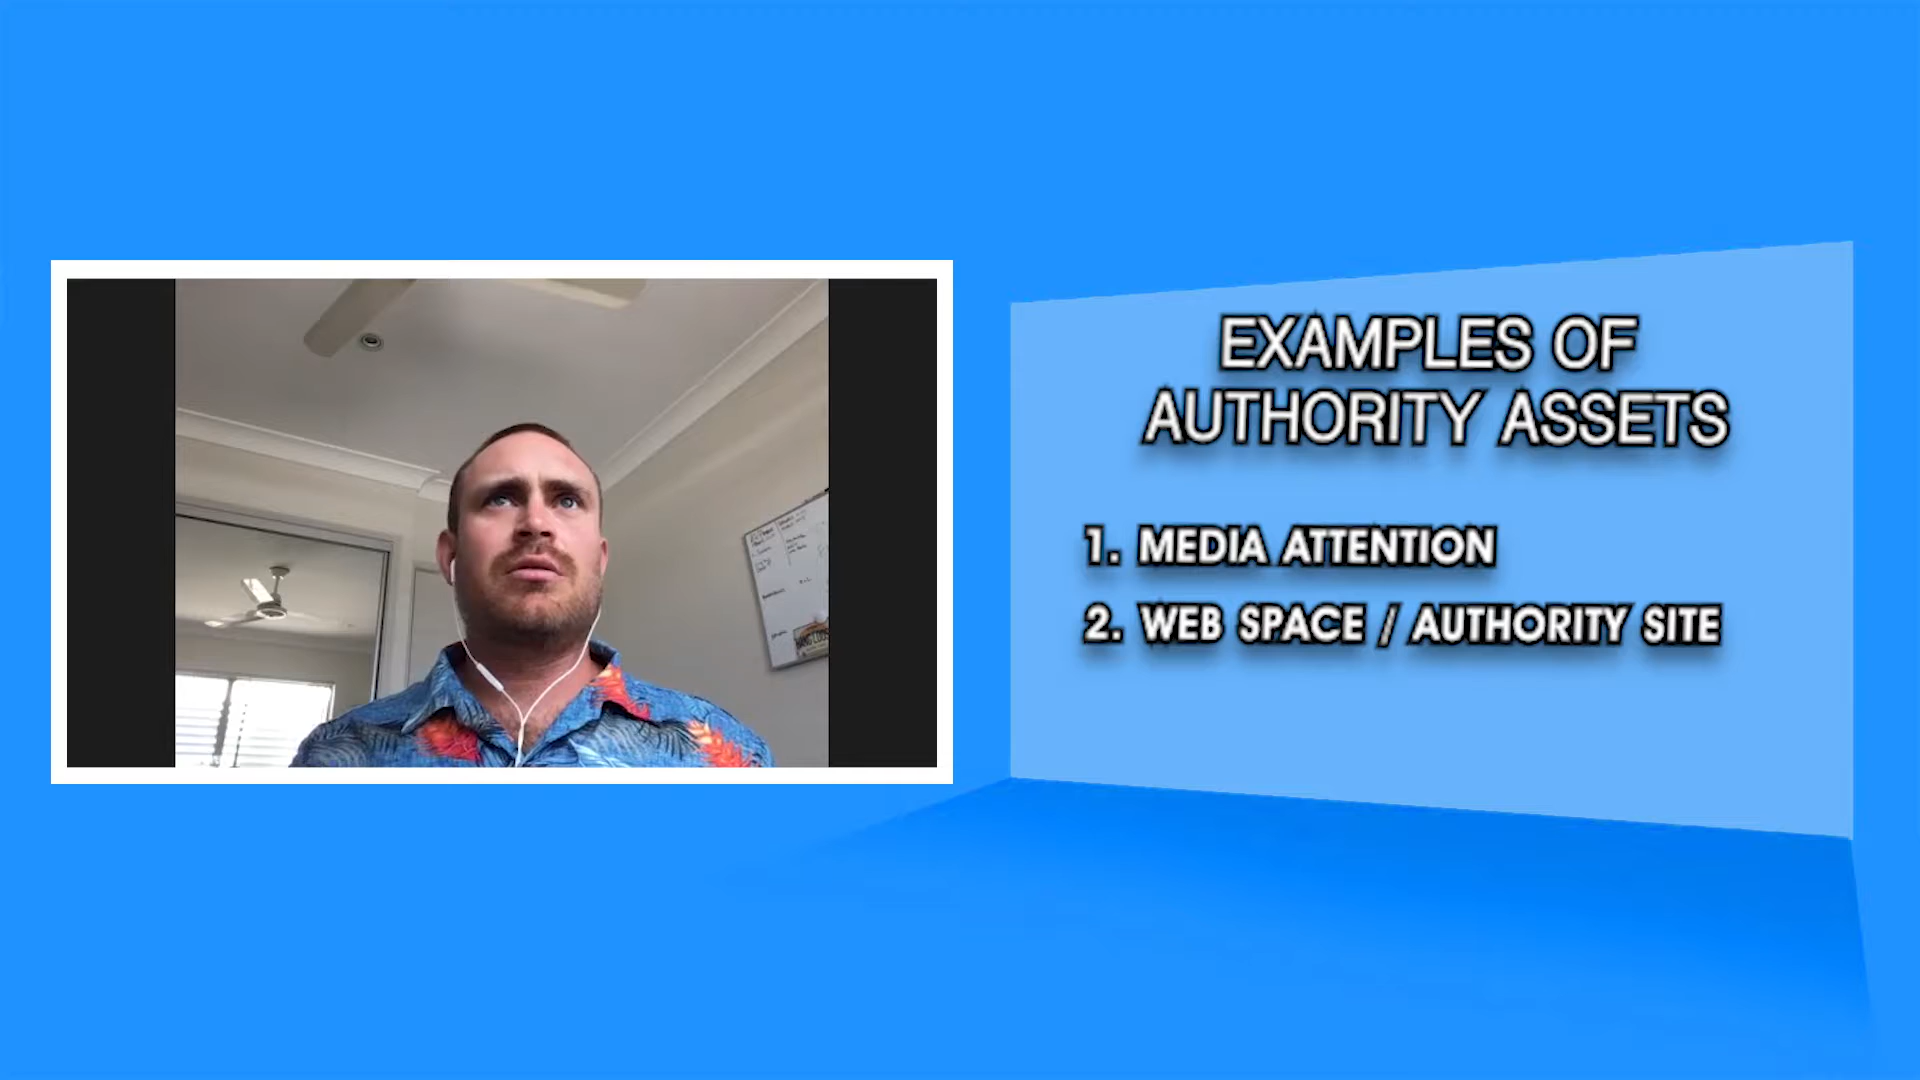 EXAMPLES OF
AUTHORITY ASSETS
1. MEDIA ATTENTION
2. WEB SPACE / AUTHORITY SITE